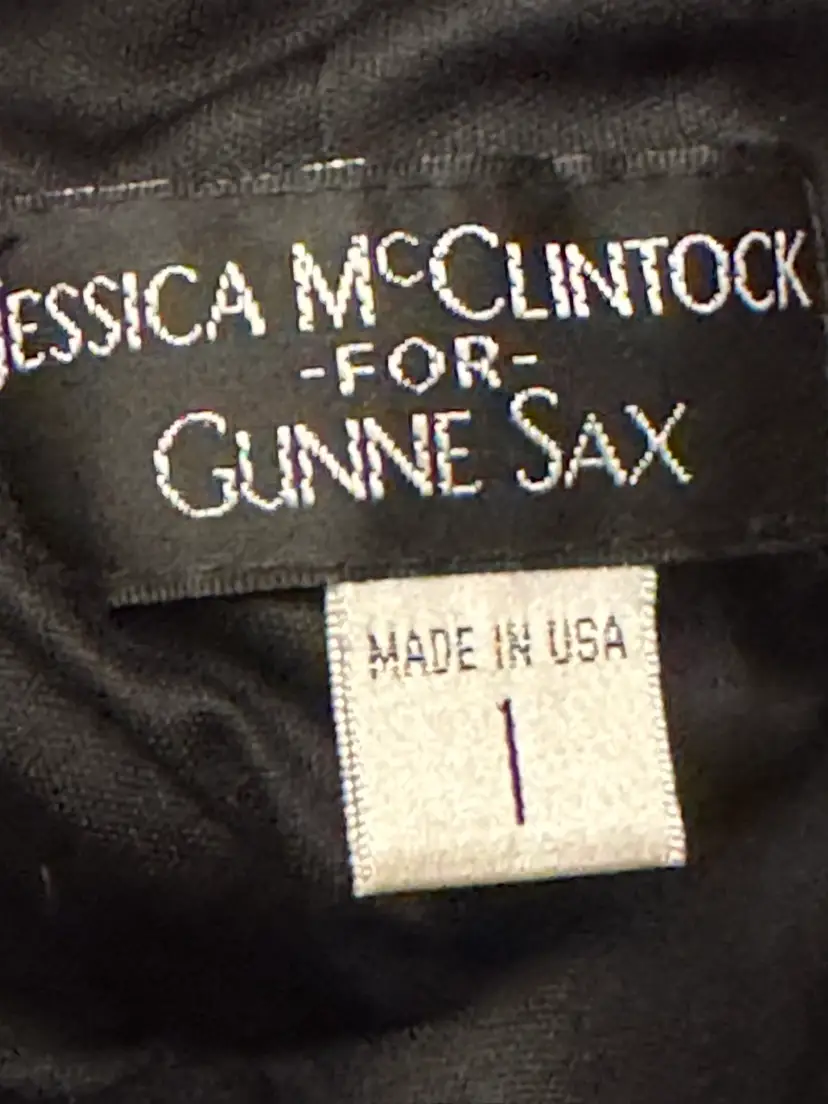 JESSICA McCLINTOCK
-FOR-
GUNNE SAX
MADE IN USA
1